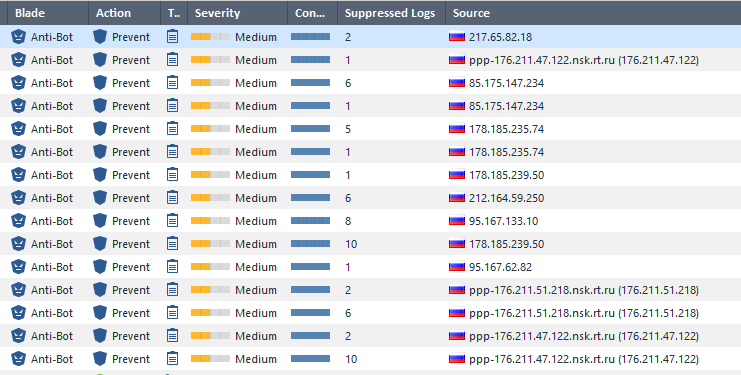 Blade Action T.. Severity Con... Suppressed Logs Source
Anti-Bot Prevent Medium 2 217.65.82.18
Anti-Bot Prevent Medium 1 ppp-176.211.47.122.nsk.rt.ru (176.211.47.122)
Anti-Bot Prevent Medium 6 85.175.147.234
Anti-Bot Prevent Medium 1 85.175.147.234
Anti-Bot Prevent Medium 5 178.185.235.74
Anti-Bot Prevent Medium 1 178.185.235.74
Anti-Bot Prevent Medium 1 178.185.239.50
Anti-Bot Prevent Medium 6 212.164.59.250
Anti-Bot Prevent Medium 8 95.167.133.10
Anti-Bot Prevent Medium 10 178.185.239.50
Anti-Bot Prevent Medium 1 95.167.62.82
Anti-Bot Prevent Medium 2 ppp-176.211.51.218.nsk.rt.ru (176.211.51.218)
Anti-Bot Prevent Medium 6 ppp-176.211.51.218.nsk.rt.ru (176.211.51.218)
Anti-Bot Prevent Medium 2 ppp-176.211.47.122.nsk.rt.ru (176.211.47.122)
Anti-Bot Prevent Medium 10 ppp-176.211.47.122.nsk.rt.ru (176.211.47.122)